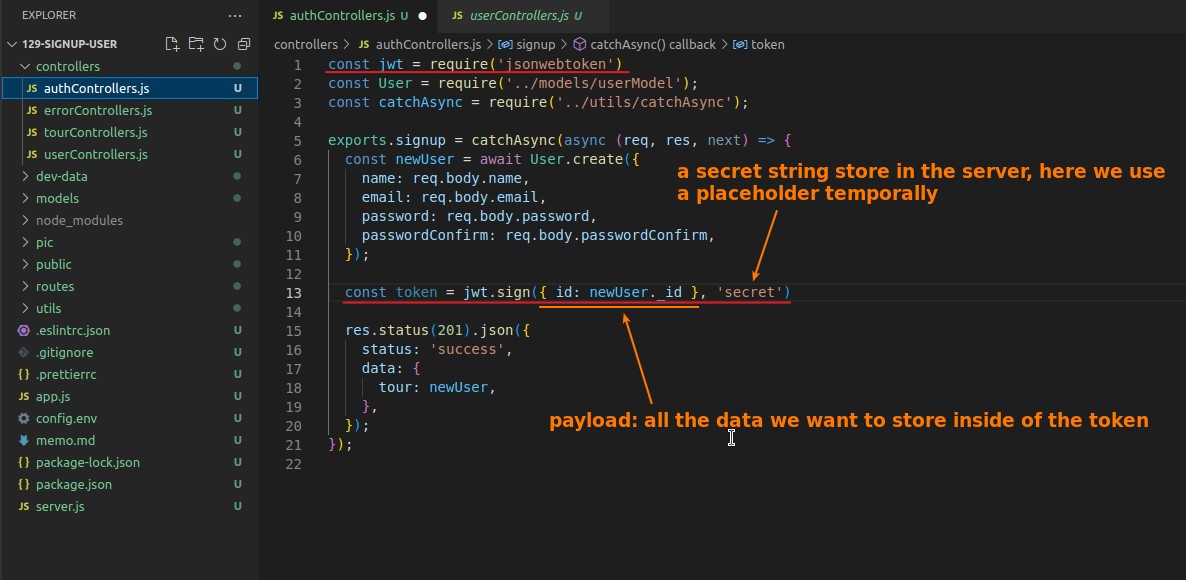 EXPLORER
...
129-SIGNUP-USER
controllers
JS authControllers.js U
JS errorControllers.js U
JS tourControllers.js U
JS userControllers.js U
dev-data
models
node_modules
pic
public
routes
utils
.eslintrc.json U
.gitignore U
{} .prettierrc U
JS app.js U
config.env U
memo.md U
{} package-lock.json U
{} package.json U
JS server.js U
JS authControllers.js U ●
JS userControllers.js U
controllers > JS authControllers.js > signup > catchAsync() callback > token
1 const jwt = require('jsonwebtoken')
2 const User = require('../models/userModel');
3 const catchAsync = require('../utils/catchAsync');
4
5 exports.signup = catchAsync(async (req, res, next) => {
6 const newUser = await User.create({
7 name: req.body.name,
8 email: req.body.email,
9 password: req.body.password,
10 passwordConfirm: req.body.passwordConfirm,
11 });
12
13 const token = jwt.sign({ id: newUser._id }, 'secret')
14
15 res.status(201).json({
16 status: 'success',
17 data: {
18 tour: newUser,
19 },
20 });
21 });
22
a secret string store in the server, here we use
a placeholder temporally
payload: all the data we want to store inside of the token